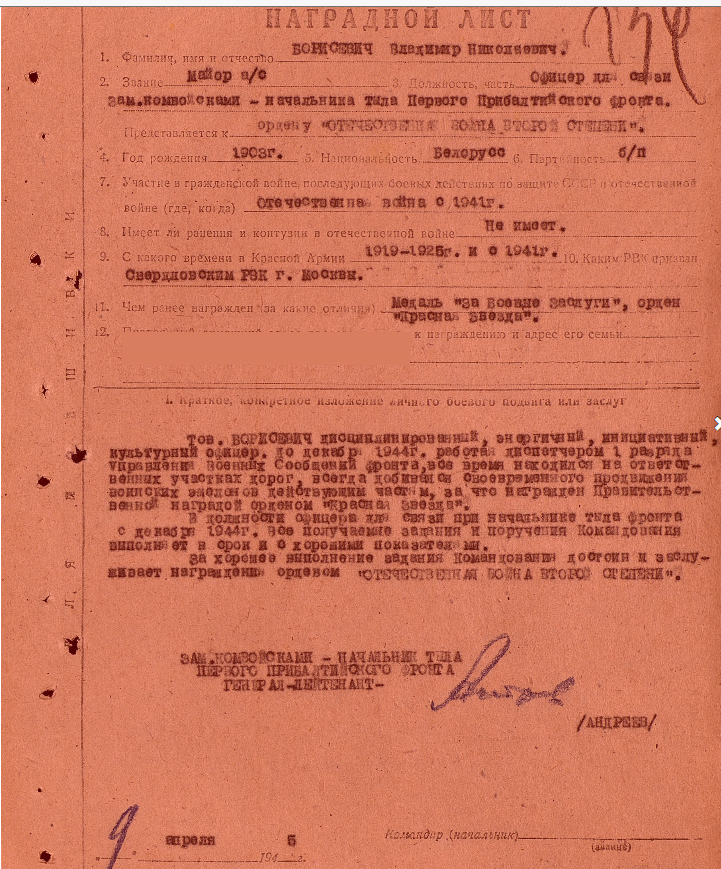 НАГРАДНОЙ ЛИСТ
1. Фамилия, имя и отчество БОРИСЕВИЧ Владимир Николаевич.
2. Звание майор а/с 3. Должность, часть Офицер для связи
зам.комвойсками - начальника тыла Первого Прибалтийского фронта.
Представляется к ордену "ОТЕЧЕСТВЕННАЯ ВОЙНА ВТОРОЙ СТЕПЕНИ".
4. Год рождения 1903г. 5. Национальность Белорусс 6. Партийность б/п
7. Участие в гражданской войне, последующих боевых действиях по защите СССР и отечественной
войне (где, когда) Отечественная война с 1941г.
8. Имеет ли ранения и контузии в отечественной войне Не имеет.
9. С какого времени в Красной Армии 1919-1925г. и с 1941г. 10. Каким РВК призван
Свердловским РВК г. Москвы.
11. Чем ранее награжден (за какие отличия) Медаль "За Боевые Заслуги", орден
"Красная Звезда".
12. к награждению и адрес его семьи
I. Краткое, конкретное изложение личного боевого подвига или заслуг
Тов. БОРИСЕВИЧ дисциплинированный, энергичный, инициативный,
культурный офицер. До декабря 1944г. работая диспетчером 1 разряда
Управления Военных Сообщений фронта, все время находился на ответст-
венных участках дорог, всегда добивался своевременного продвижения
воинских эшелонов действующим частям, за что награжден Правительст-
венной наградой орденом "Красная Звезда".
В должности офицера для связи при начальнике тыла фронта
с декабря 1944г. Все получаемые задания и поручения Командования
выполняет в срок и с хорошими показателями.
За хорошее выполнение задания Командования достоин и заслу-
живает награждения орденом "ОТЕЧЕСТВЕННАЯ ВОЙНА ВТОРОЙ СТЕПЕНИ".
ЗАМ.КОМВОЙСКАМИ - НАЧАЛЬНИК ТЫЛА
ПЕРВОГО ПРИБАЛТИЙСКОГО ФРОНТА
ГЕНЕРАЛ-ЛЕЙТЕНАНТ-
/АНДРЕЕВ/
Командир (начальник)
(звание)
9 апреля 1945 г.